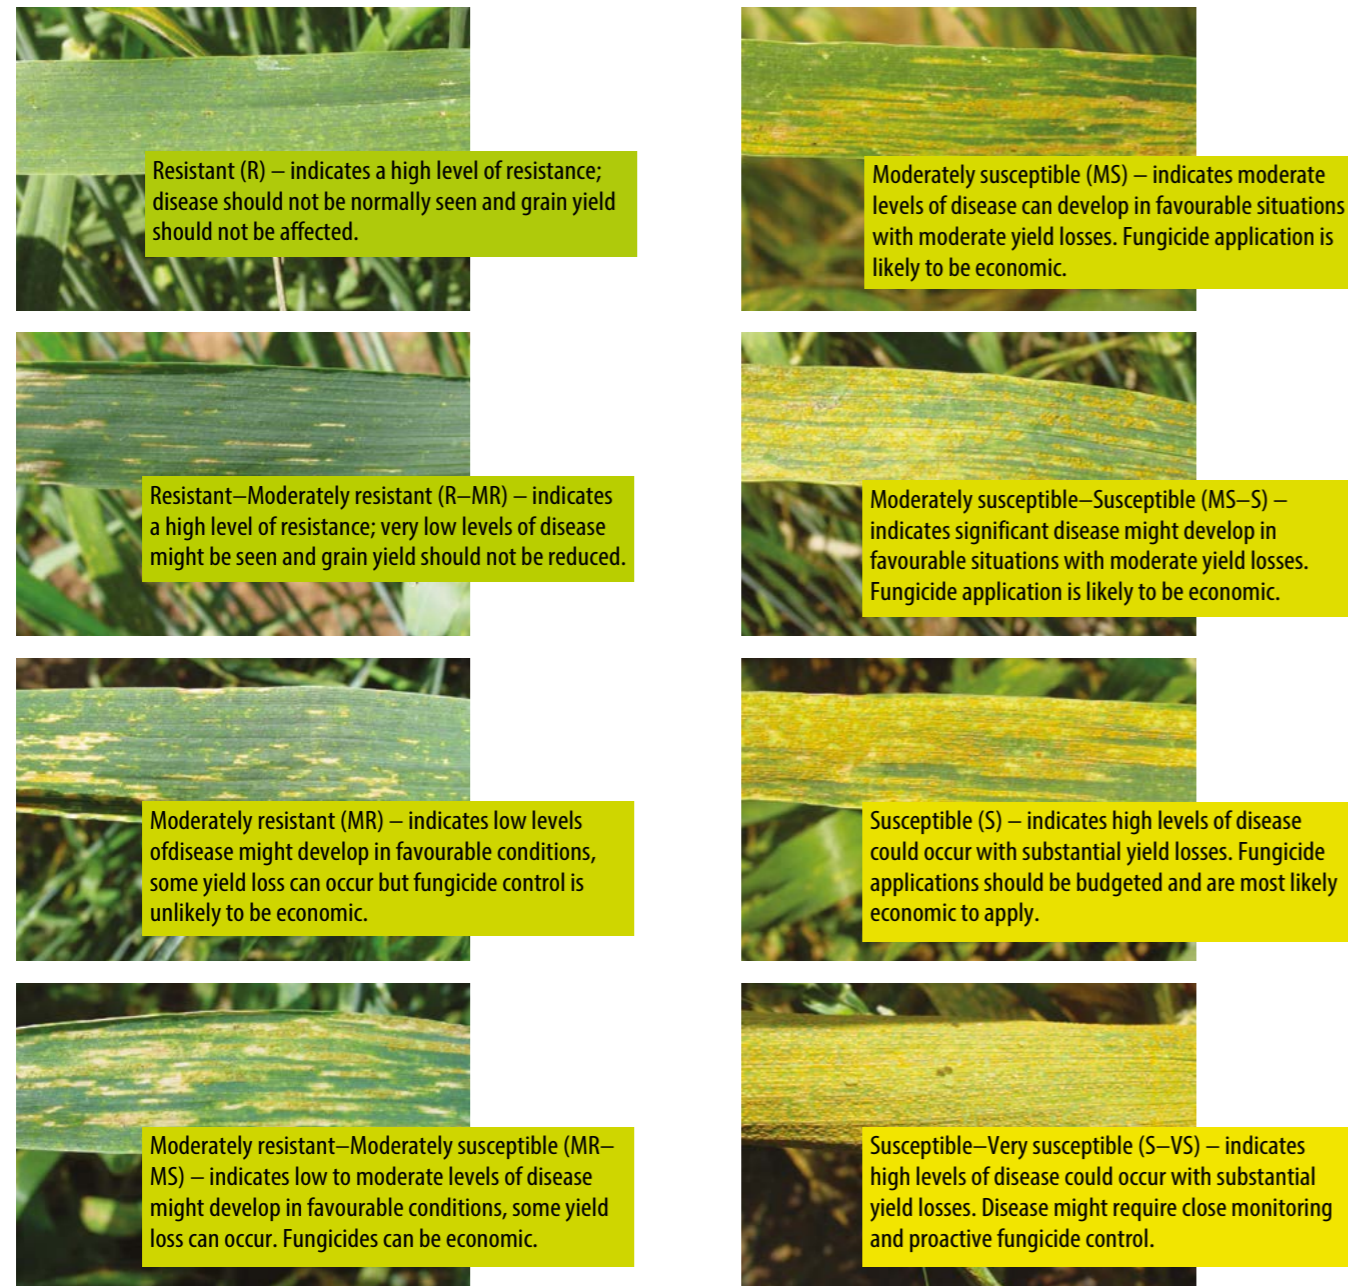 Resistant (R) – indicates a high level of resistance;
disease should not be normally seen and grain yield
should not be affected.
Resistant–Moderately resistant (R–MR) – indicates
a high level of resistance; very low levels of disease
might be seen and grain yield should not be reduced.
Moderately resistant (MR) – indicates low levels
ofdisease might develop in favourable conditions,
some yield loss can occur but fungicide control is
unlikely to be economic.
Moderately resistant–Moderately susceptible (MR–
MS) – indicates low to moderate levels of disease
might develop in favourable conditions, some yield
loss can occur. Fungicides can be economic.
Moderately susceptible (MS) – indicates moderate
levels of disease can develop in favourable situations
with moderate yield losses. Fungicide application is
likely to be economic.
Moderately susceptible–Susceptible (MS–S) –
indicates significant disease might develop in
favourable situations with moderate yield losses.
Fungicide application is likely to be economic.
Susceptible (S) – indicates high levels of disease
could occur with substantial yield losses. Fungicide
applications should be budgeted and are most likely
economic to apply.
Susceptible–Very susceptible (S–VS) – indicates
high levels of disease could occur with substantial
yield losses. Disease might require close monitoring
and proactive fungicide control.